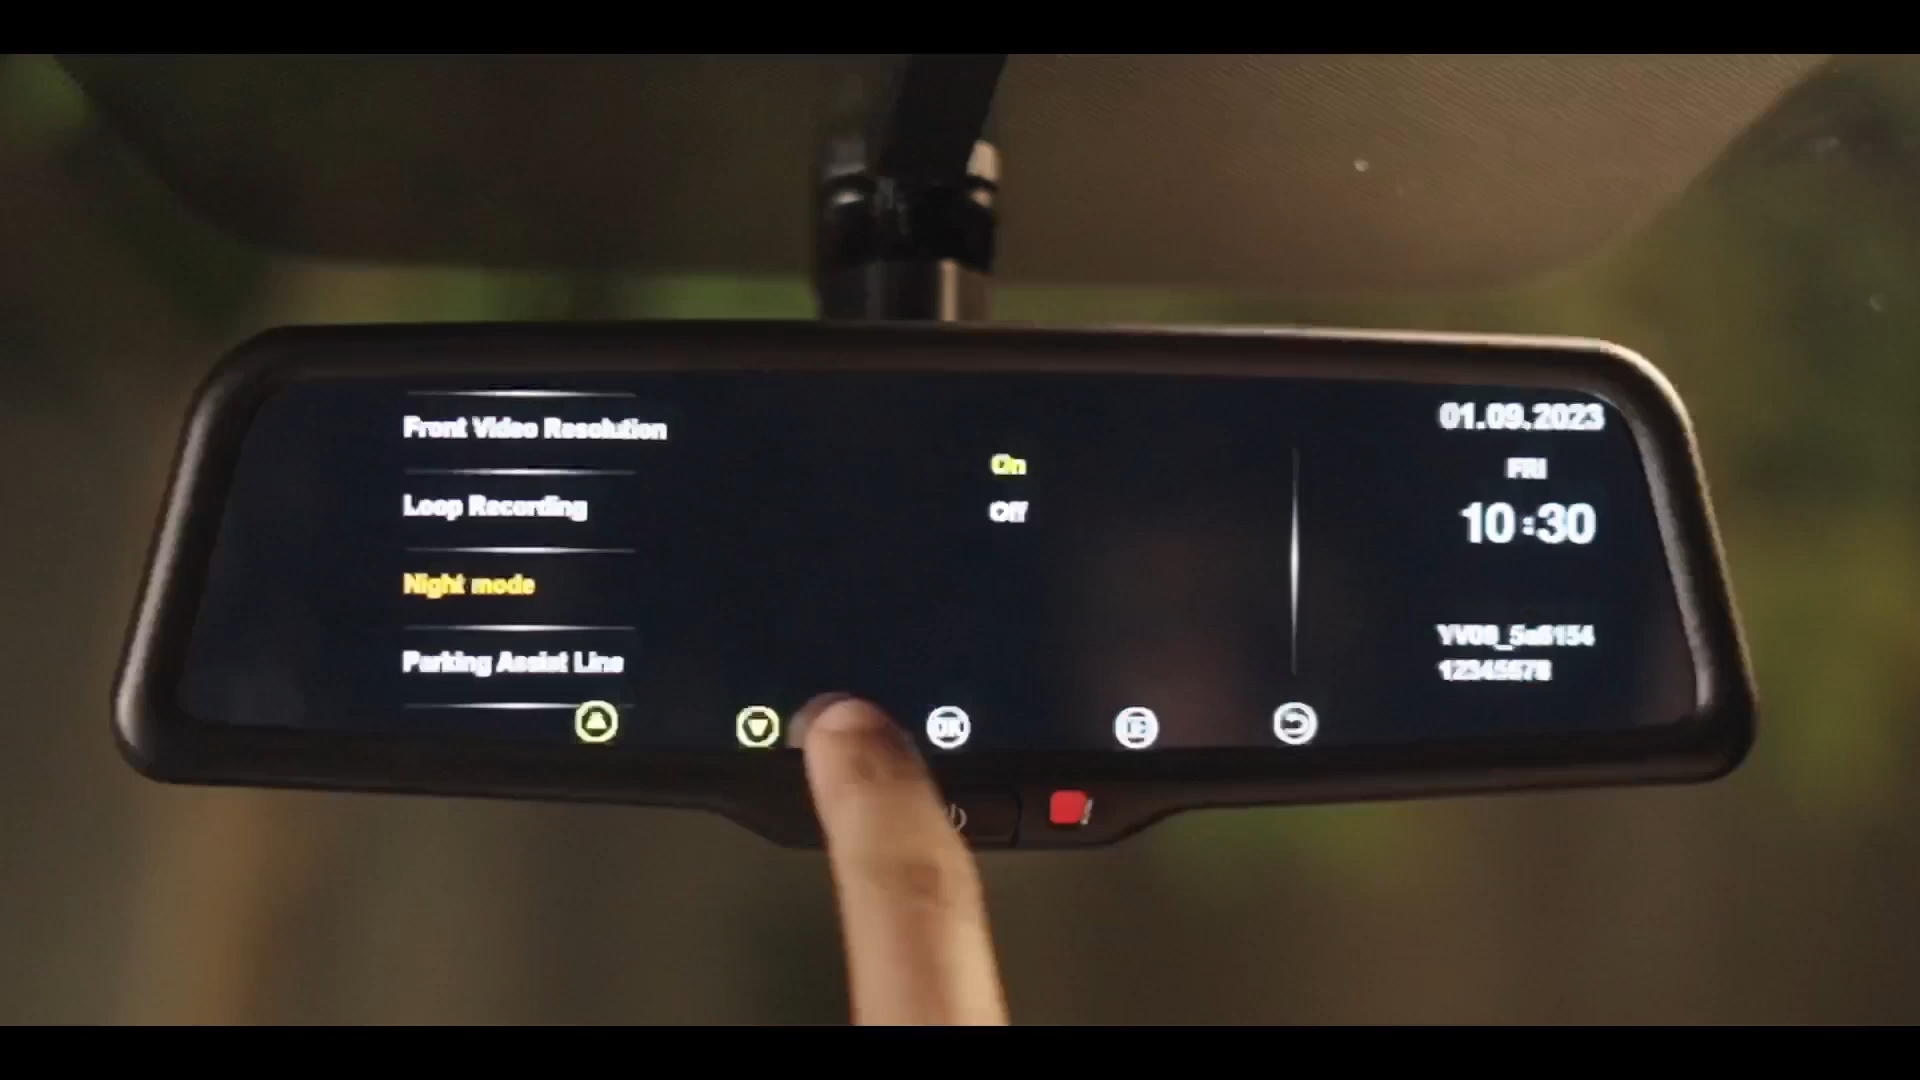 Front Video Resolution
Loop Recording
Night mode
Parking Assist Line
On
Off
OK
01.09.2023
FRI
10:30
12345678